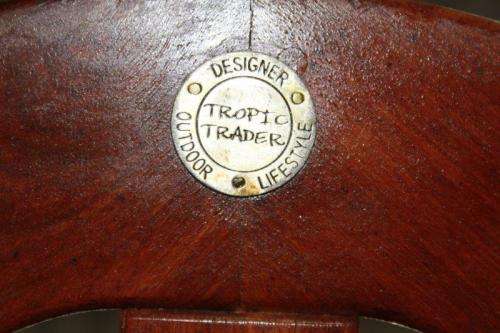 DESIGNER
TROPIC
TRADER
OUTDOOR LIFESTYLE